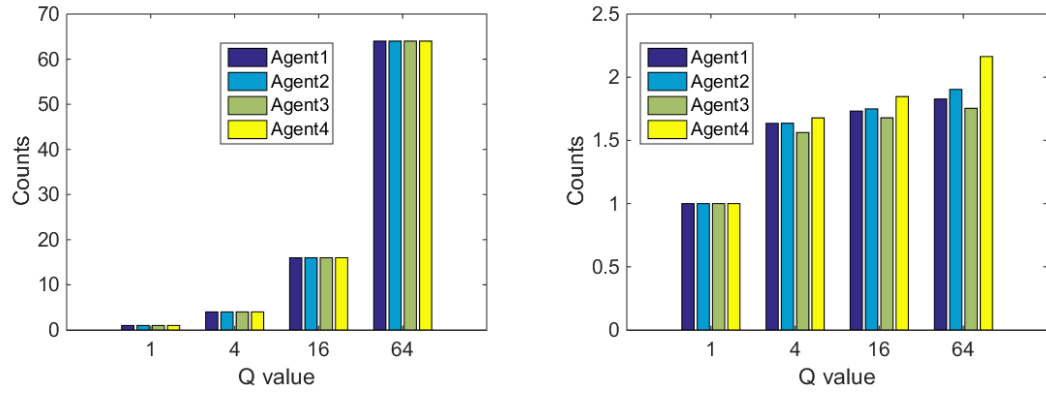 70
60
50
40
30
20
10
0
Counts
Agent1
Agent2
Agent3
Agent4
1 4 16 64
Q value
2.5
2
1.5
1
0.5
0
Counts
Agent1
Agent2
Agent3
Agent4
1 4 16 64
Q value